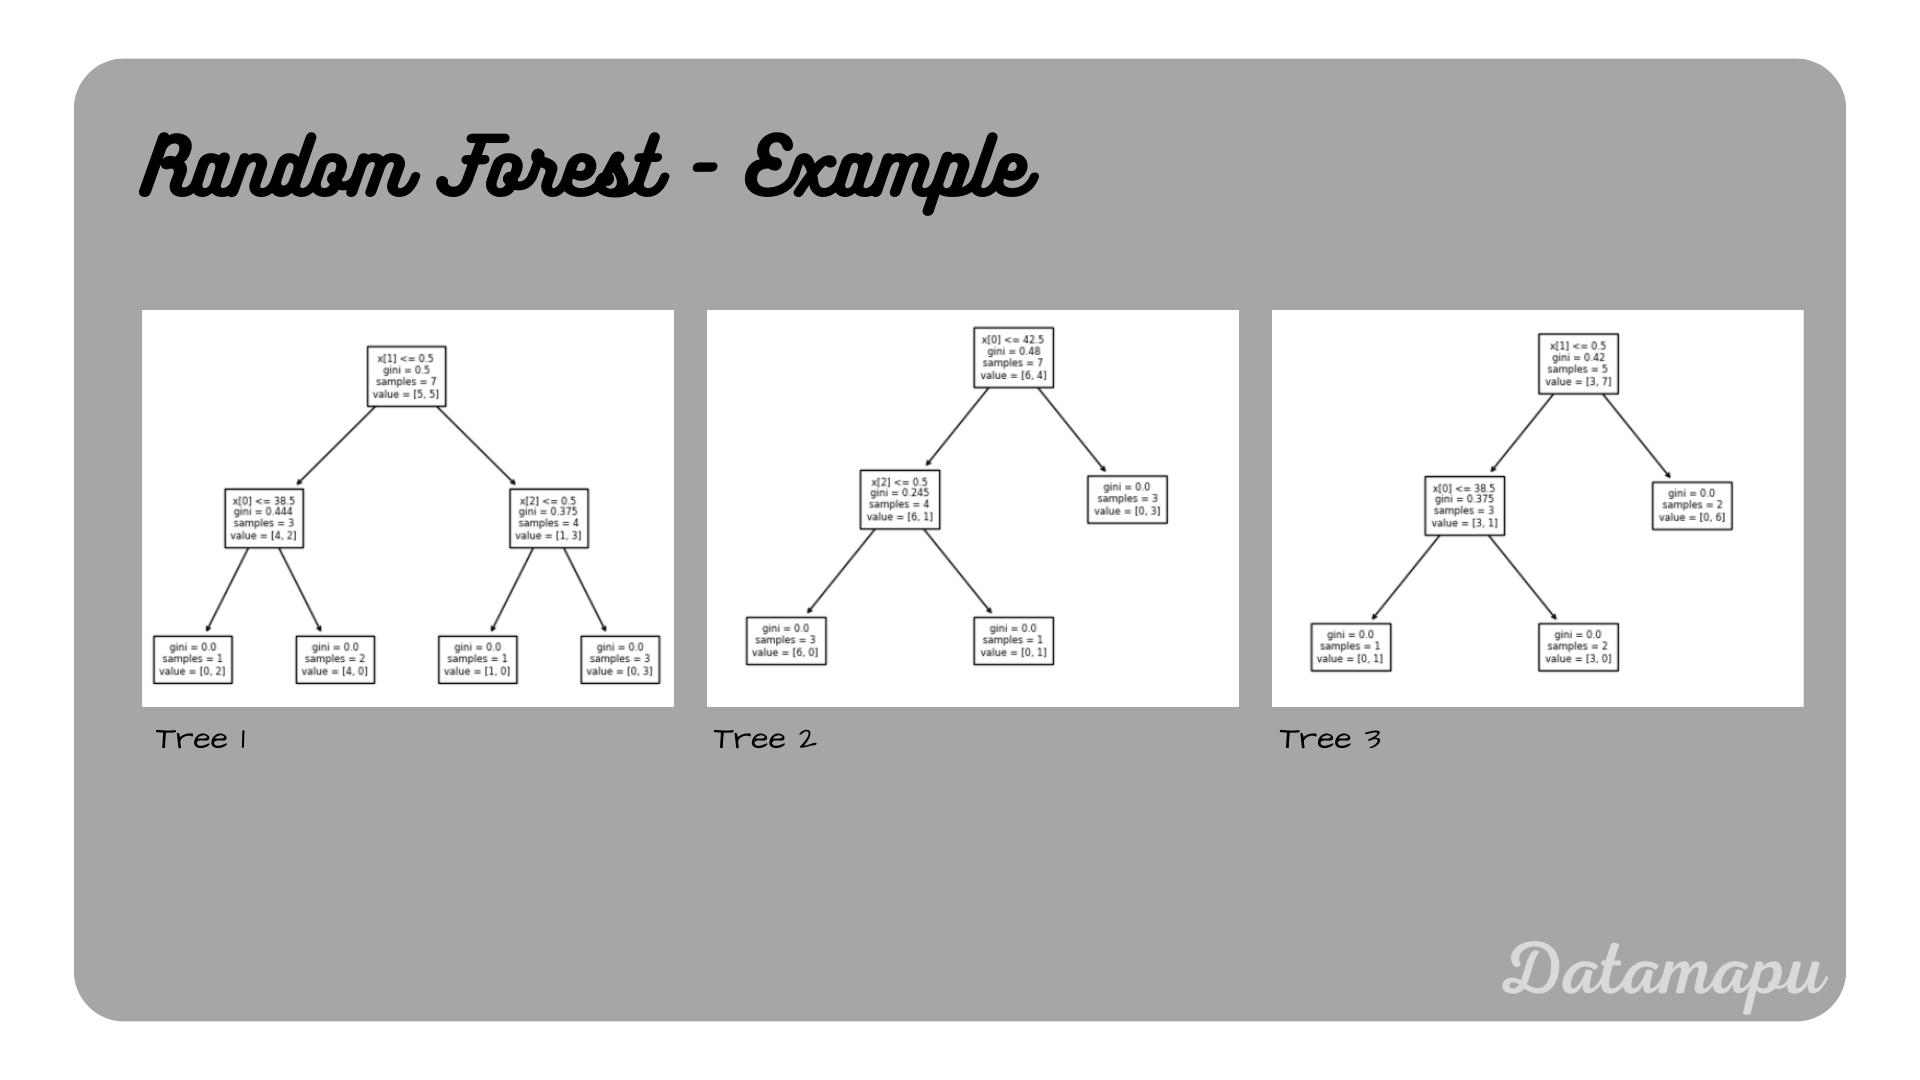 Random Forest - Example
x[1] <= 0.5
gini = 0.5
samples = 7
value = [5, 5]
x[0] <= 38.5
gini = 0.444
samples = 3
value = [4, 2]
x[2] <= 0.5
gini = 0.375
samples = 4
value = [1, 3]
gini = 0.0
samples = 1
value = [0, 2]
gini = 0.0
samples = 2
value = [4, 0]
gini = 0.0
samples = 1
value = [1, 0]
gini = 0.0
samples = 3
value = [0, 3]
Tree 1
x[0] <= 42.5
gini = 0.48
samples = 7
value = [6, 4]
x[2] <= 0.5
gini = 0.245
samples = 4
value = [6, 1]
gini = 0.0
samples = 3
value = [0, 3]
gini = 0.0
samples = 3
value = [6, 0]
gini = 0.0
samples = 1
value = [0, 1]
Tree 2
x[1] <= 0.5
gini = 0.42
samples = 5
value = [3, 7]
x[0] <= 38.5
gini = 0.375
samples = 3
value = [3, 1]
gini = 0.0
samples = 2
value = [0, 6]
gini = 0.0
samples = 1
value = [0, 1]
gini = 0.0
samples = 2
value = [3, 0]
Tree 3
Datamapu